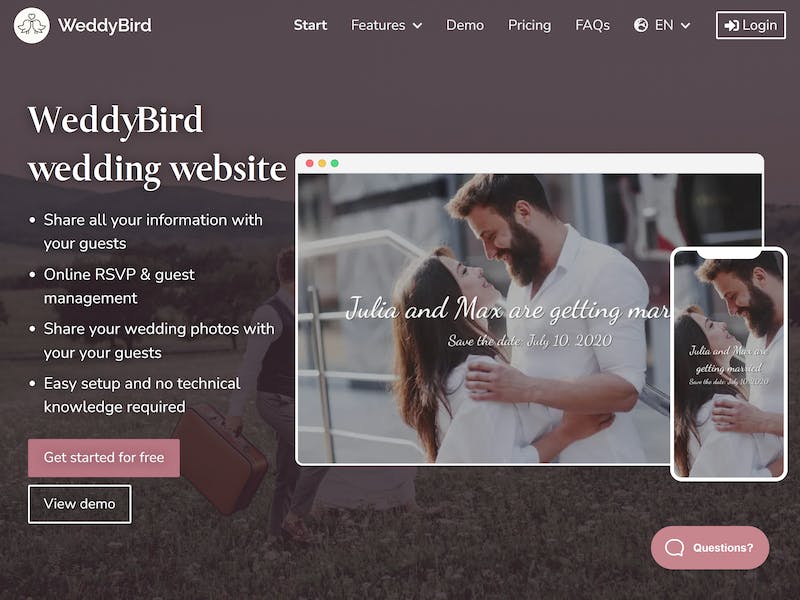 WeddyBird
Start
Features
Demo
Pricing
FAQs
EN
Login
WeddyBird
wedding website
• Share all your information with
your guests
• Online RSVP & guest
management
• Share your wedding photos with
your your guests
• Easy setup and no technical
knowledge required
Get started for free
View demo
Julia and Max are getting mar
Save the date: July 10. 2020
Julia and Max are
getting married
Save the date: July 10. 2020
Questions?